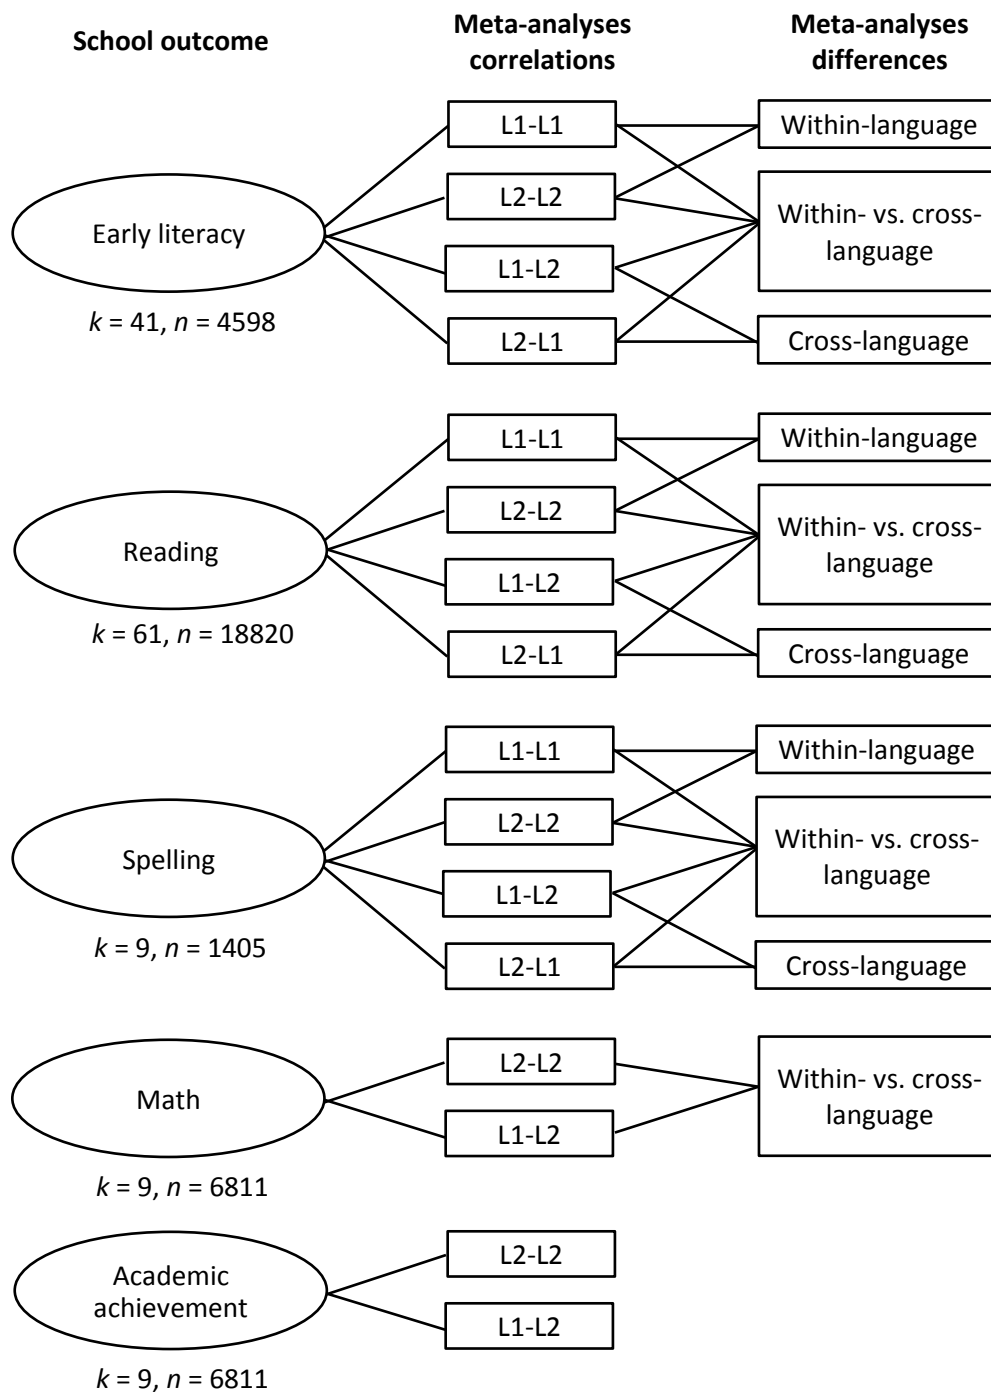 School outcome
Meta-analyses
correlations
Meta-analyses
differences
Early literacy
k = 41, n = 4598
L1-L1
L2-L2
L1-L2
L2-L1
Within-language
Within- vs. cross-
language
Cross-language
Reading
k = 61, n = 18820
L1-L1
L2-L2
L1-L2
L2-L1
Within-language
Within- vs. cross-
language
Cross-language
Spelling
k = 9, n = 1405
L1-L1
L2-L2
L1-L2
L2-L1
Within-language
Within- vs. cross-
language
Cross-language
Math
k = 9, n = 6811
L2-L2
L1-L2
Within- vs. cross-
language
Academic
achievement
k = 9, n = 6811
L2-L2
L1-L2